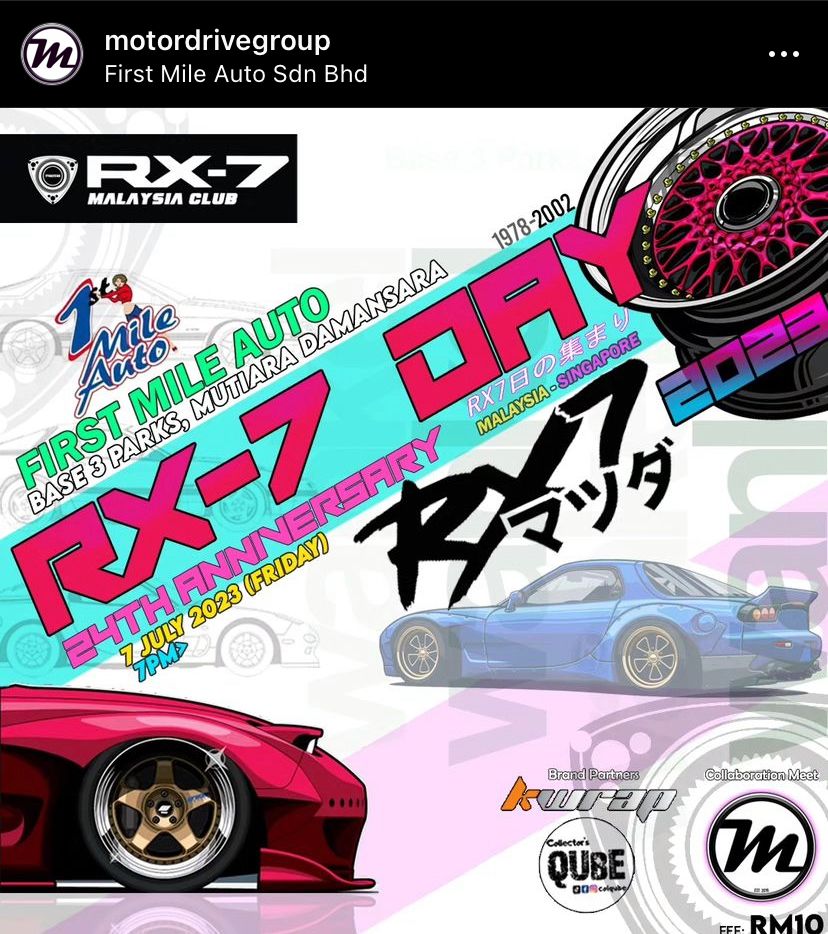 motordrivegroup
First Mile Auto Sdn Bhd
RX-7
MALAYSIA CLUB
1978-2002
1st
Mile
Auto
FIRST MILE AUTO
BASE 3 PARKS, MUTIARA DAMANSARA
RX-7 DAY
2023
RX7日の集まり
MALAYSIA - SINGAPORE
24TH ANNINERSARY
7 JULY 2023 (FRIDAY)
7PM>
RX7
マツダ
Brand Partners
kwrap
Collector's
QUBE
colqube
Collaboration Meet
M
FEE: RM10